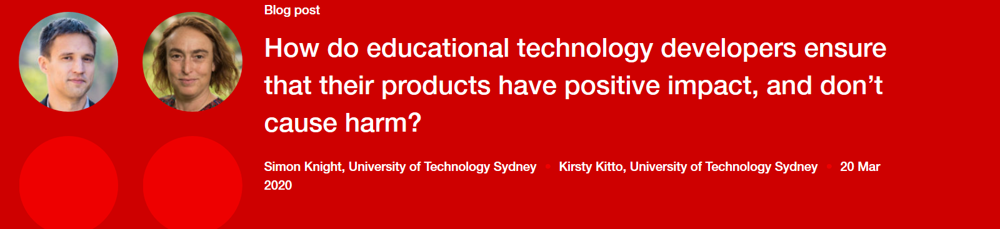 Blog post
How do educational technology developers ensure
that their products have positive impact, and don’t
cause harm?
Simon Knight, University of Technology Sydney • Kirsty Kitto, University of Technology Sydney • 20 Mar
2020